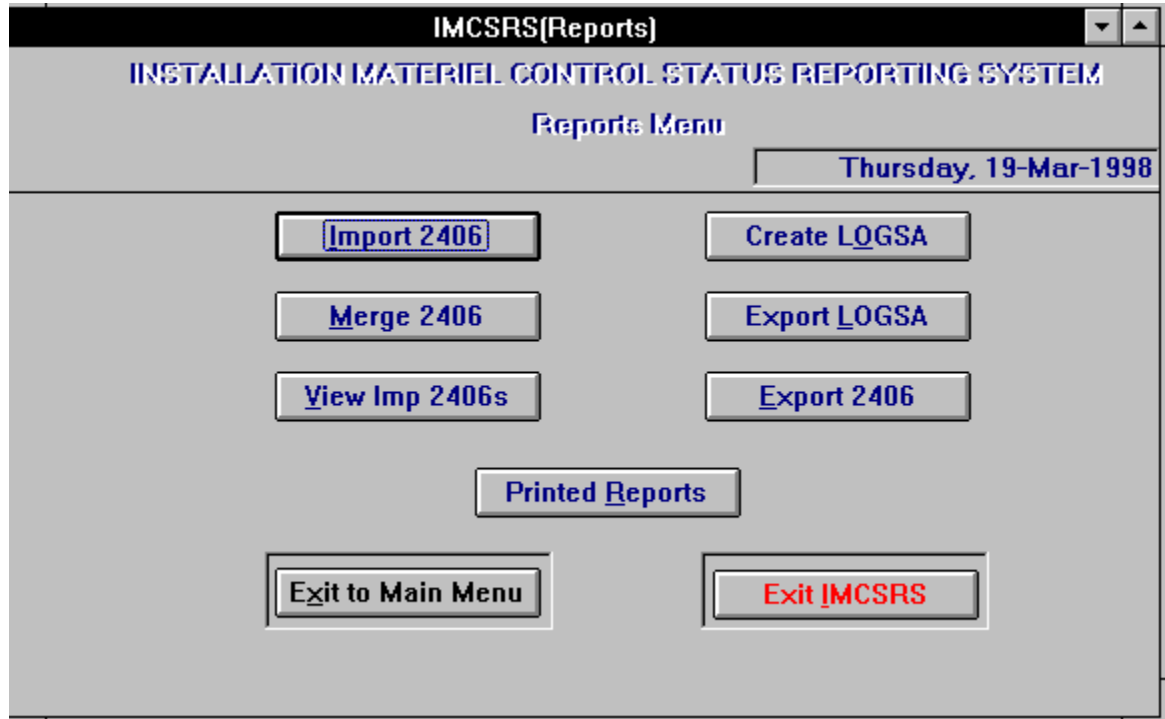 IMCSRS(Reports)
INSTALLATION MATERIEL CONTROL STATUS REPORTING SYSTEM
Reports Menu
Thursday, 19-Mar-1998
Import 2406
Create LOGSA
Merge 2406
Export LOGSA
View Imp 2406s
Export 2406
Printed Reports
Exit to Main Menu
Exit IMCSRS